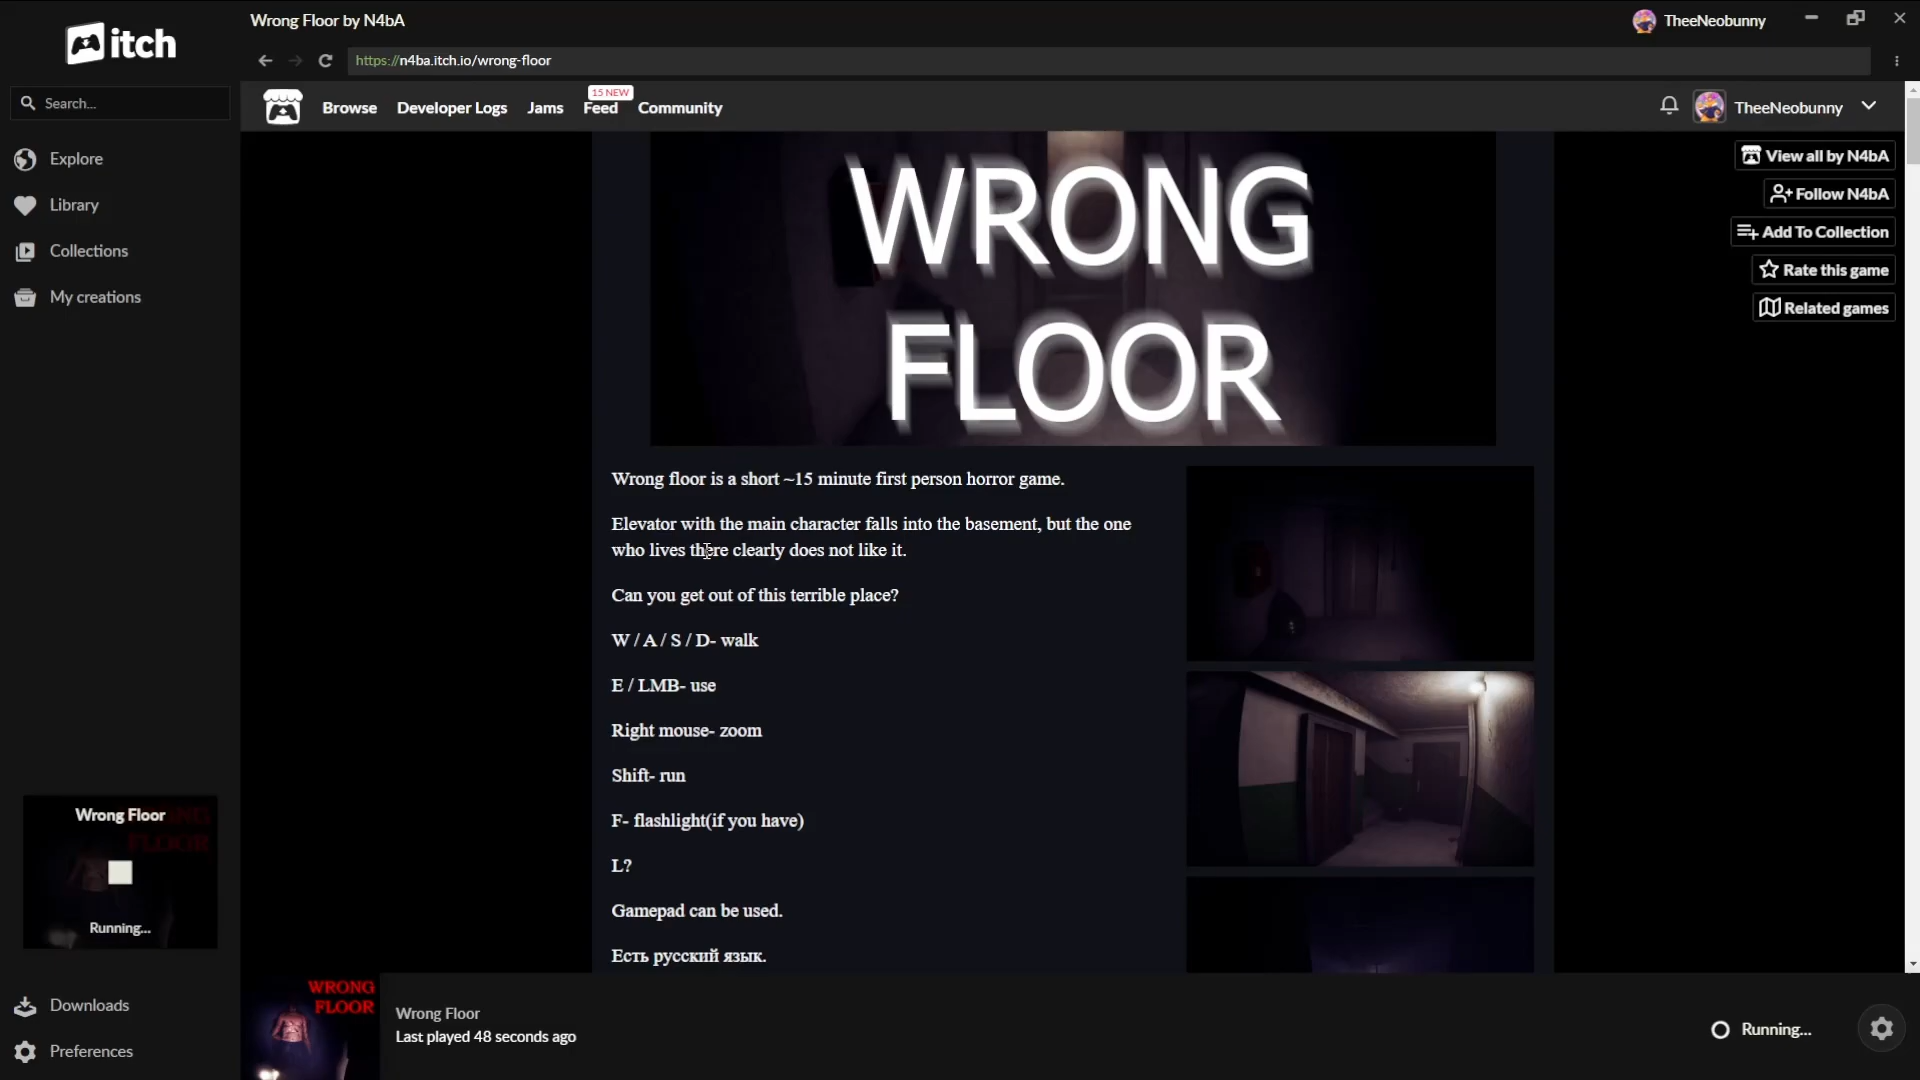 itch
Wrong Floor by N4bA
TheeNeobunny
https://n4ba.itch.io/wrong-floor
Search...
Browse
Developer Logs
Jams
15 NEW
Feed
Community
TheeNeobunny
Explore
Library
Collections
My creations
WRONG
FLOOR
View all by N4bA
Follow N4bA
Add To Collection
Rate this game
Related games
Wrong floor is a short ~15 minute first person horror game.
Elevator with the main character falls into the basement, but the one
who lives there clearly does not like it.
Can you get out of this terrible place?
W / A / S / D- walk
E / LMB- use
Right mouse- zoom
Shift- run
F- flashlight(if you have)
L?
Gamepad can be used.
Есть русский язык.
Wrong Floor
Running...
Downloads
Preferences
WRONG
FLOOR
Wrong Floor
Last played 48 seconds ago
Running...